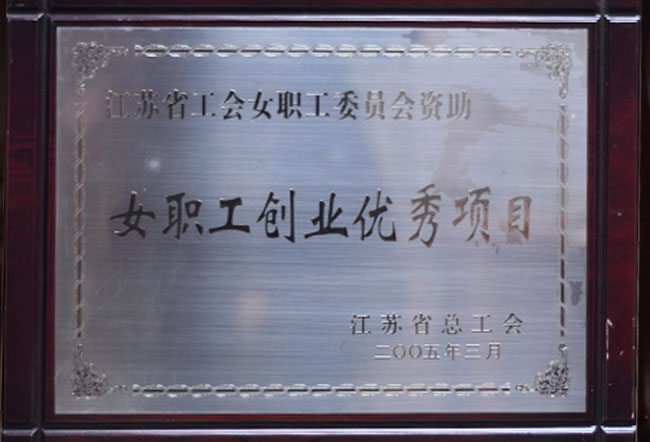 江苏省工会女职工委员会资助
女职工创业优秀项目
江苏省总工会
二〇〇五年三月